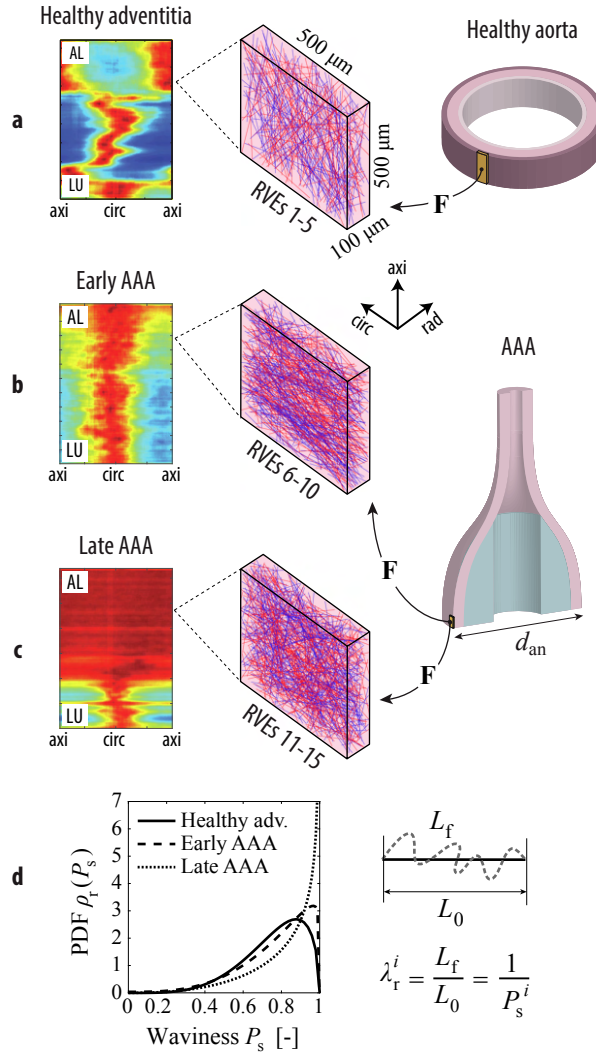 Healthy adventitia
Healthy aorta
a
AL
LU
axi circ axi
500 μm
500 μm
100 μm
RVEs 1-5
F
axi
circ
rad
Early AAA
b
AL
LU
axi circ axi
RVEs 6-10
AAA
F
d_an
Late AAA
c
AL
LU
axi circ axi
RVEs 11-15
F
d
PDF ρ_r(P_s)
7
6
5
4
3
2
1
0
0 0.2 0.4 0.6 0.8 1
Waviness P_s [-]
Healthy adv.
Early AAA
Late AAA
L_f
L_0
λ_r^i = L_f / L_0 = 1 / P_s^i